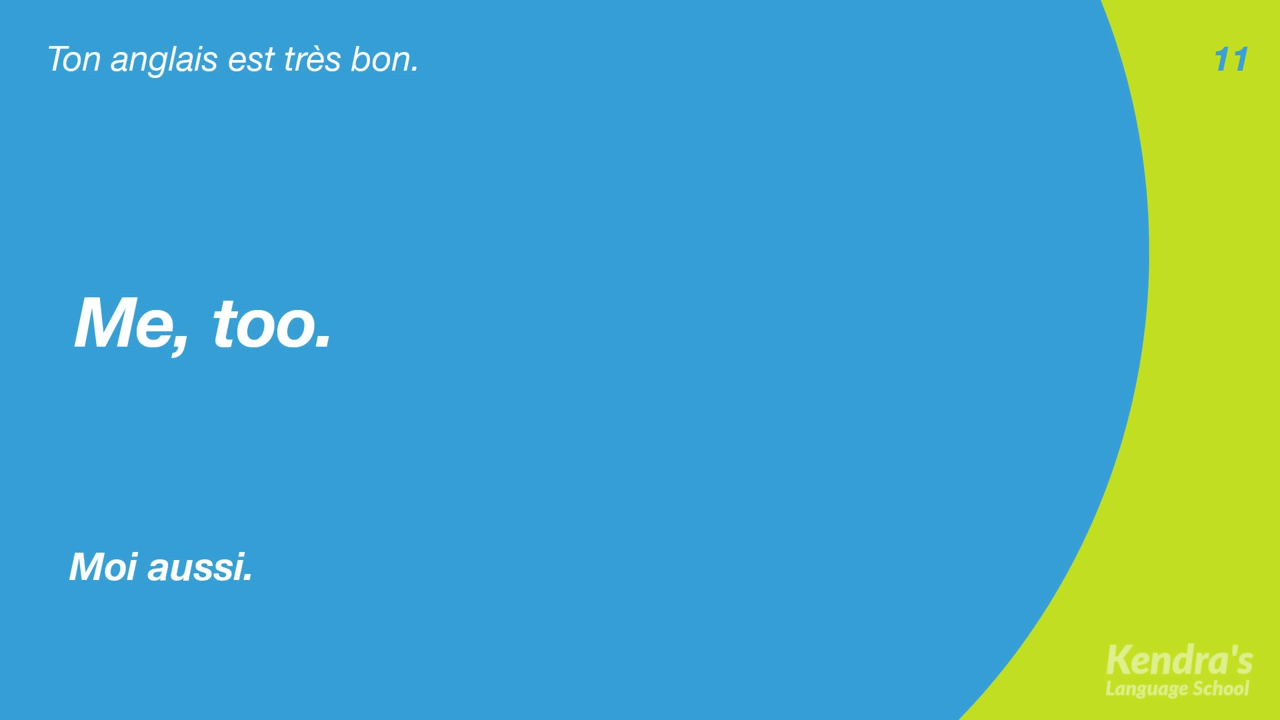 Ton anglais est très bon.
11
Me, too.
Moi aussi.
Kendra's
Language School